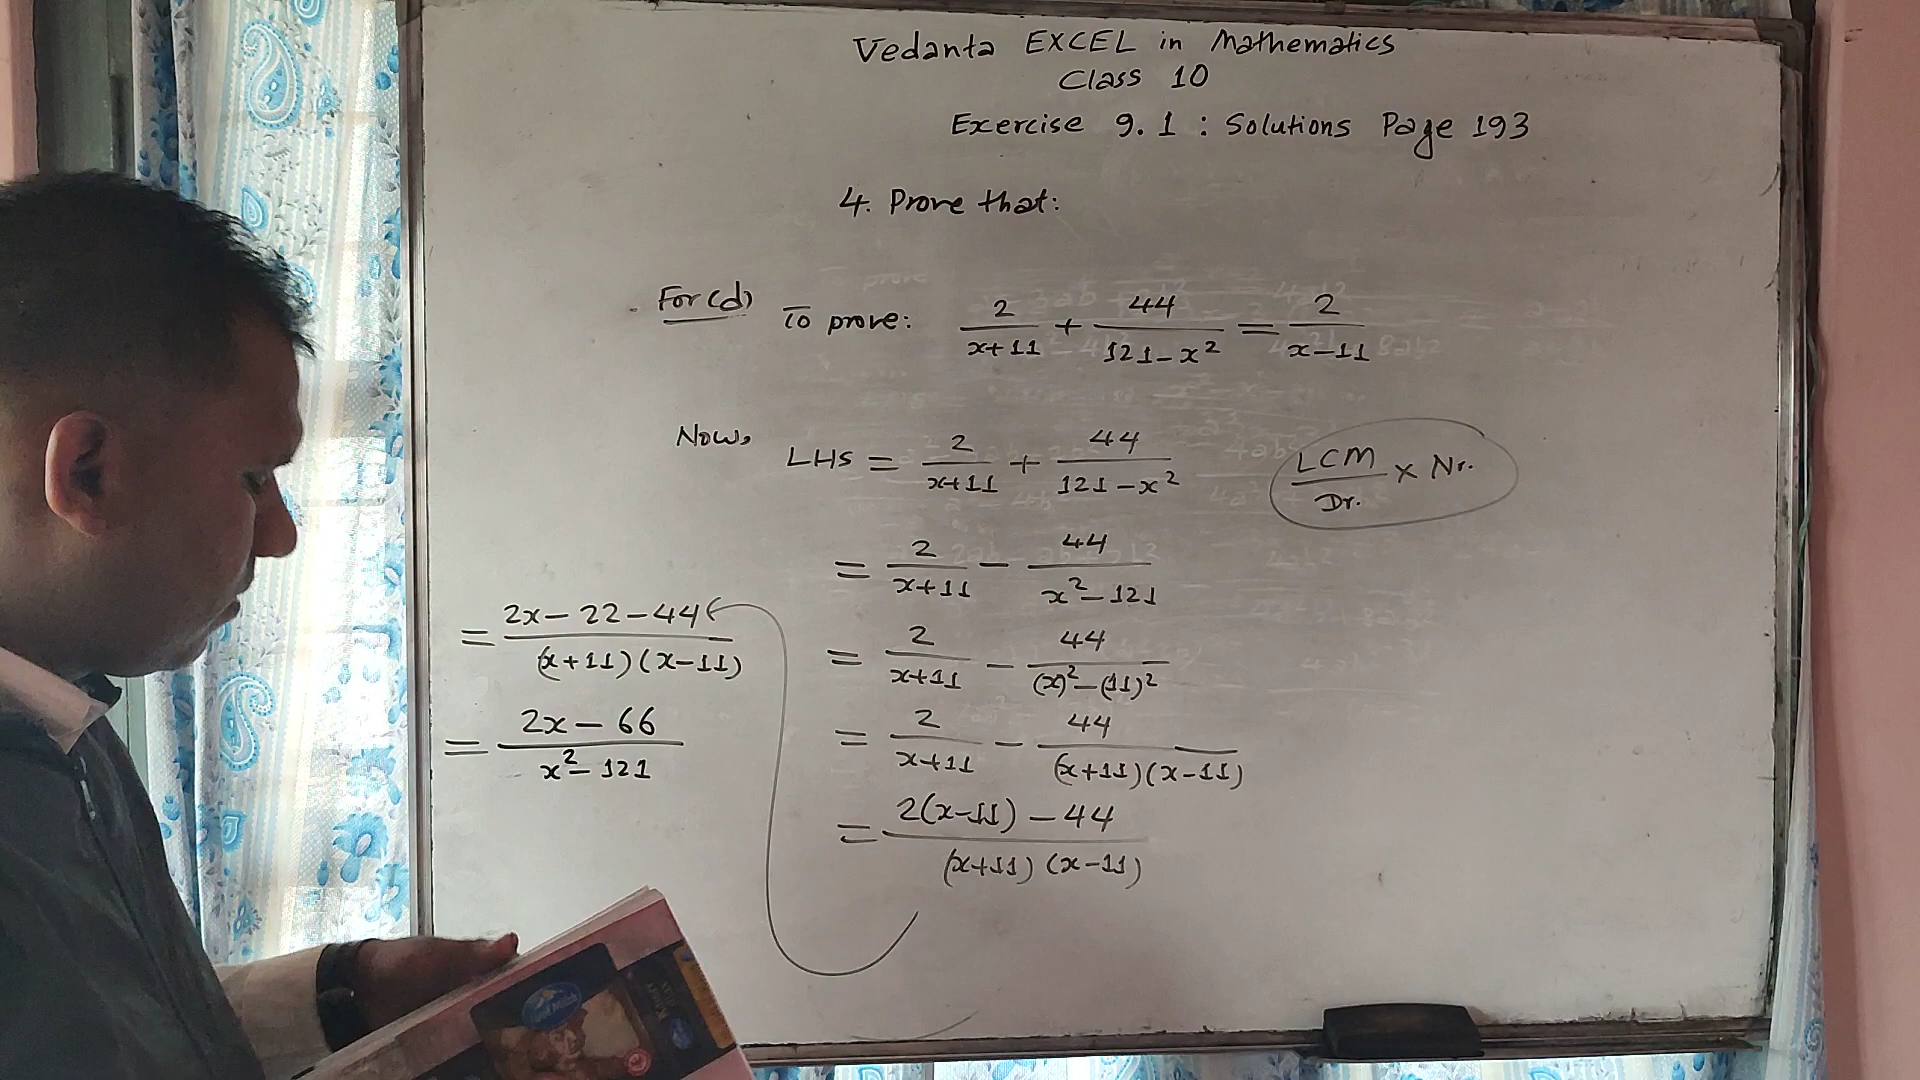 Vedanta EXCEL in Mathematics
Class 10
Exercise 9.1 : Solutions Page 193
4. Prove that:
For (d) To prove: 2/(x+11) + 44/(121-x²) = 2/(x-11)
Now, LHS = 2/(x+11) + 44/(121-x²)
LCM/Dr. × Nr.
= 2/(x+11) - 44/(x²-121)
= 2/(x+11) - 44/((x)²-(11)²)
= 2/(x+11) - 44/((x+11)(x-11))
= (2(x-11) - 44)/((x+11)(x-11))
= (2x-22-44)/((x+11)(x-11))
= (2x-66)/(x²-121)